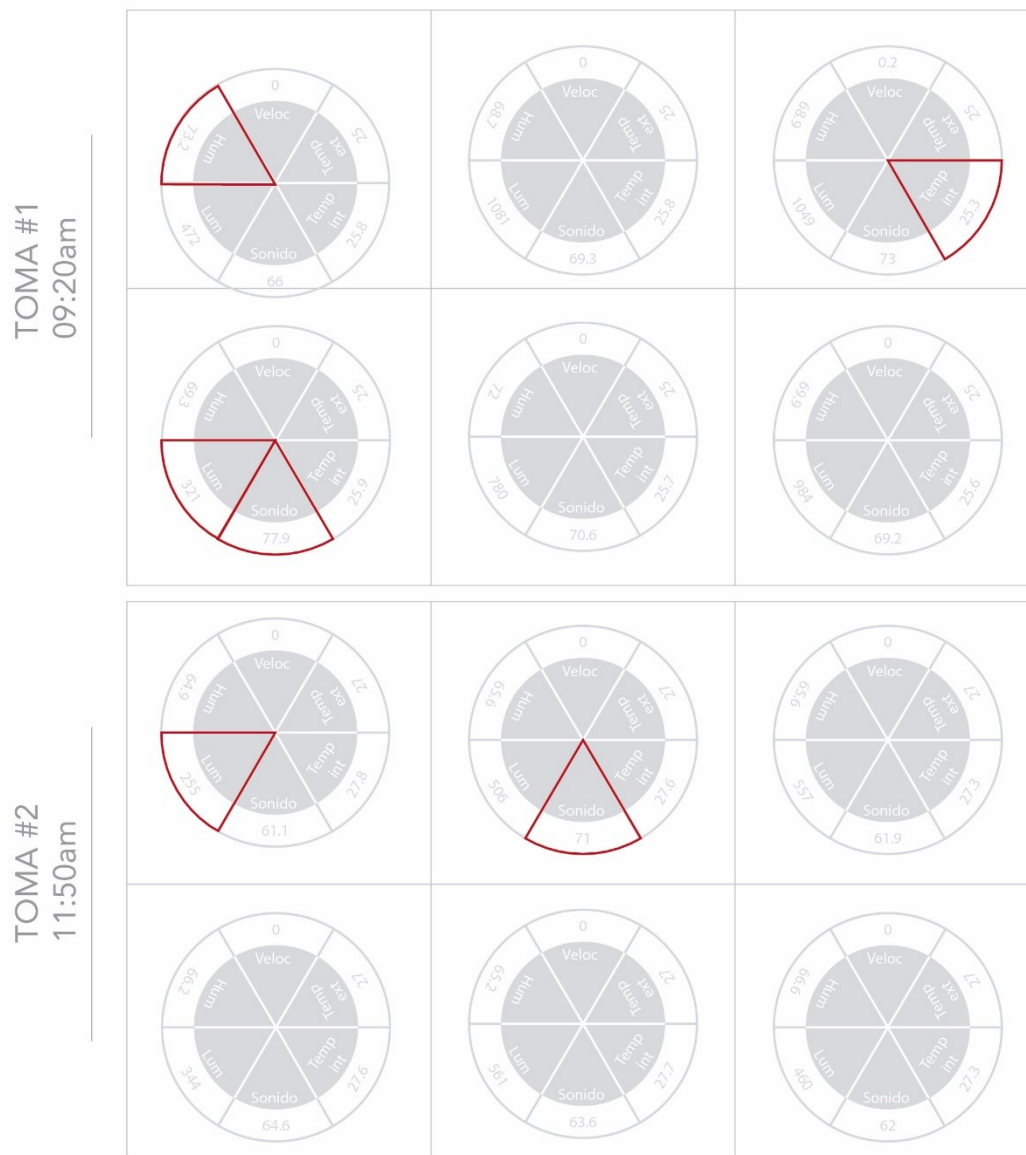 TOMA #1
09:20am
0
Veloc
25
Temp
ext
25.8
Temp
int
66
Sonido
472
Lum
73.2
Hum
0
Veloc
25
Temp
ext
25.8
Temp
int
69.3
Sonido
1081
Lum
68.7
Hum
0.2
Veloc
25
Temp
ext
25.3
Temp
int
73
Sonido
1049
Lum
68.9
Hum
0
Veloc
25
Temp
ext
25.9
Temp
int
77.9
Sonido
321
Lum
69.3
Hum
0
Veloc
25
Temp
ext
25.7
Temp
int
70.6
Sonido
780
Lum
72
Hum
0
Veloc
25
Temp
ext
25.6
Temp
int
69.2
Sonido
984
Lum
69.9
Hum
TOMA #2
11:50am
0
Veloc
27
Temp
ext
27.8
Temp
int
61.1
Sonido
255
Lum
64.9
Hum
0
Veloc
27
Temp
ext
27.6
Temp
int
71
Sonido
506
Lum
65.6
Hum
0
Veloc
27
Temp
ext
27.3
Temp
int
61.9
Sonido
557
Lum
65.6
Hum
0
Veloc
27
Temp
ext
27.6
Temp
int
64.6
Sonido
344
Lum
66.2
Hum
0
Veloc
27
Temp
ext
27.7
Temp
int
63.6
Sonido
561
Lum
65.2
Hum
0
Veloc
27
Temp
ext
27.3
Temp
int
62
Sonido
460
Lum
66.6
Hum